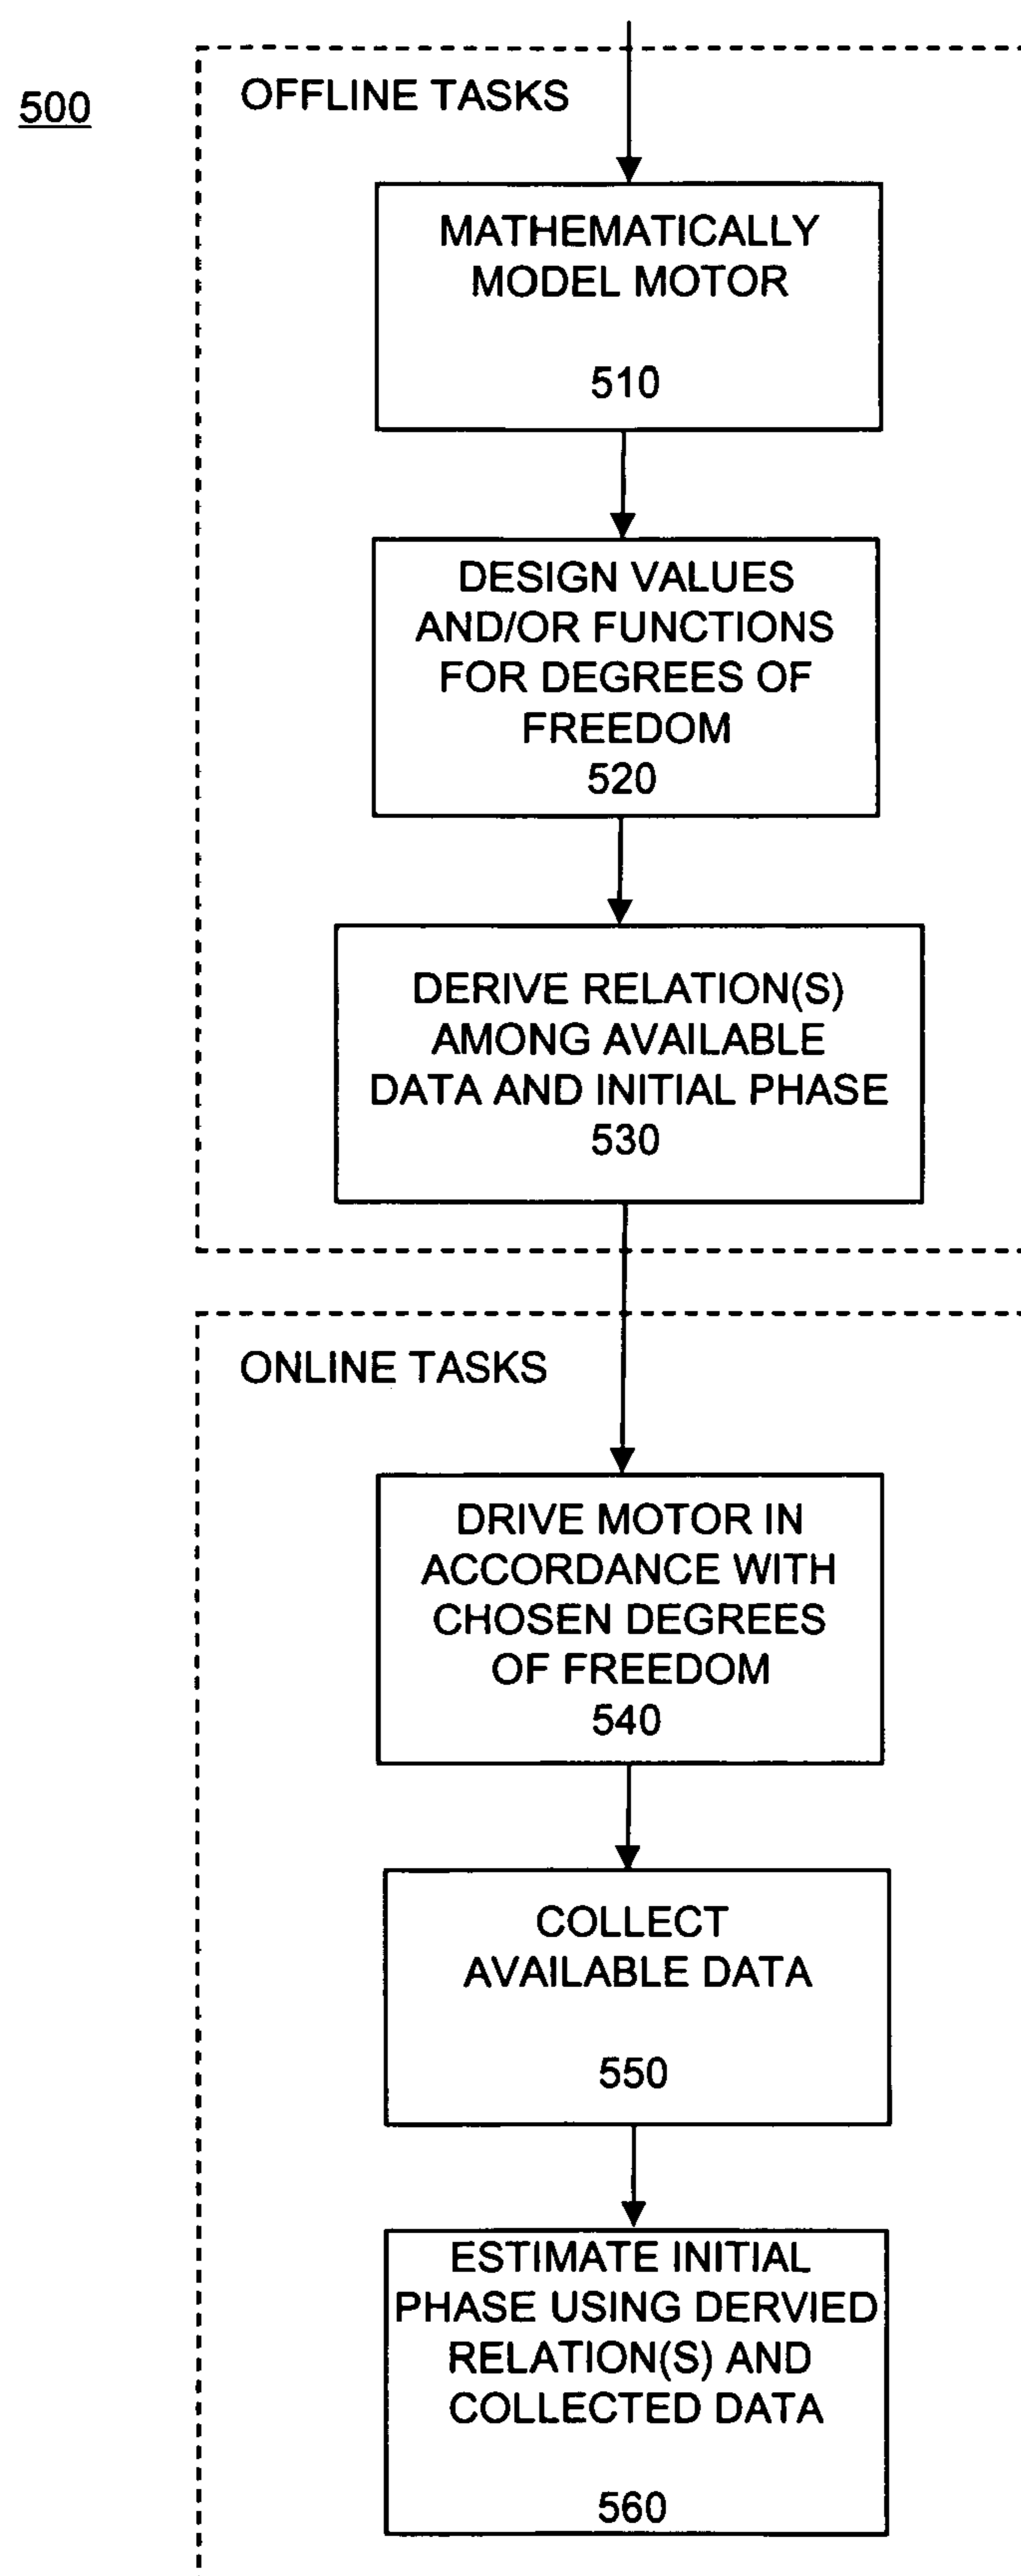 500
OFFLINE TASKS
MATHEMATICALLY
MODEL MOTOR
510
DESIGN VALUES
AND/OR FUNCTIONS
FOR DEGREES OF
FREEDOM
520
DERIVE RELATION(S)
AMONG AVAILABLE
DATA AND INITIAL PHASE
530
ONLINE TASKS
DRIVE MOTOR IN
ACCORDANCE WITH
CHOSEN DEGREES
OF FREEDOM
540
COLLECT
AVAILABLE DATA
550
ESTIMATE INITIAL
PHASE USING DERVIED
RELATION(S) AND
COLLECTED DATA
560